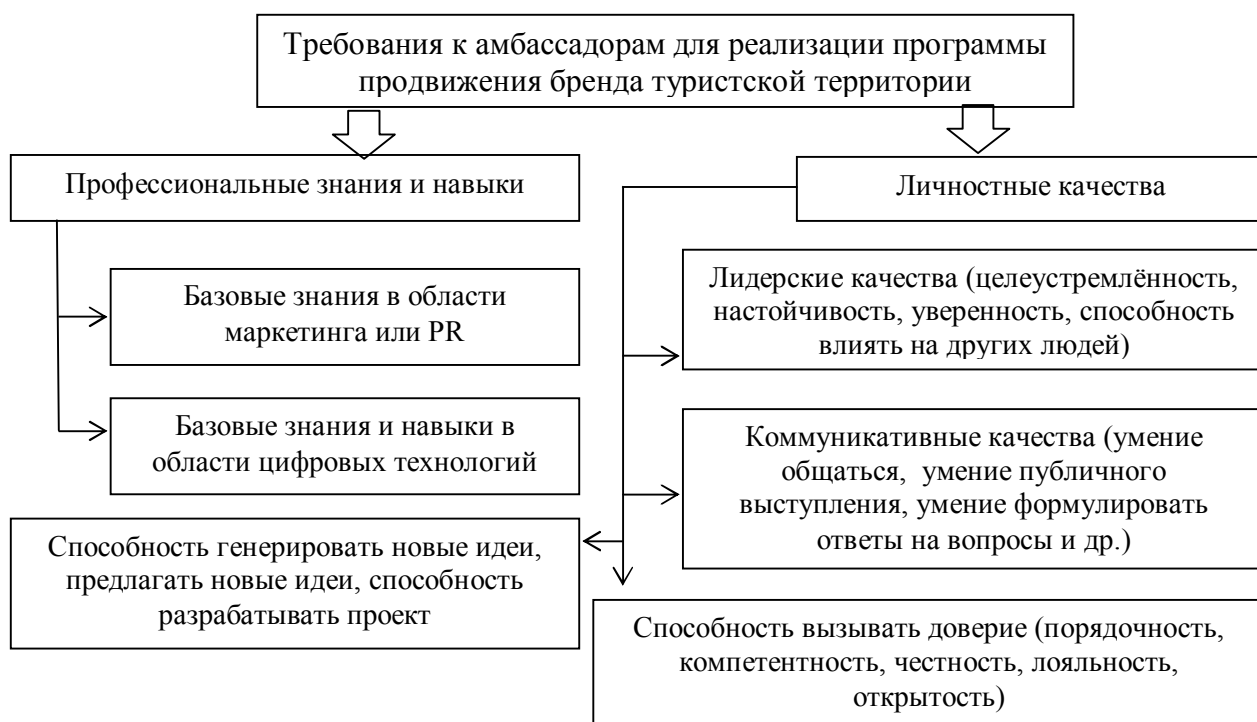 Требования к амбассадорам для реализации программы
продвижения бренда туристской территории
Профессиональные знания и навыки
Личностные качества
Базовые знания в области
маркетинга или PR
Базовые знания и навыки в
области цифровых технологий
Лидерские качества (целеустремлённость,
настойчивость, уверенность, способность
влиять на других людей)
Коммуникативные качества (умение
общаться, умение публичного
выступления, умение формулировать
ответы на вопросы и др.)
Способность генерировать новые идеи,
предлагать новые идеи, способность
разрабатывать проект
Способность вызывать доверие (порядочность,
компетентность, честность, лояльность,
открытость)